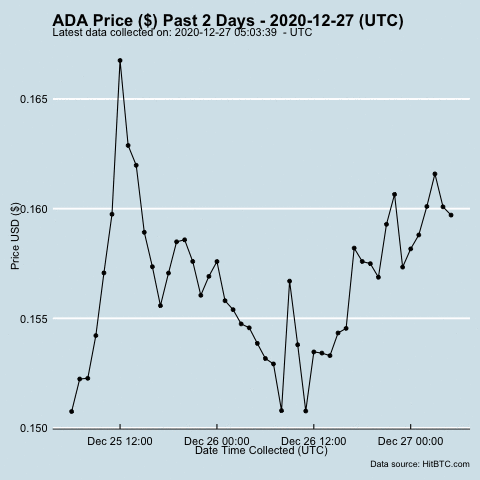 ADA Price ($) Past 2 Days - 2020-12-27 (UTC)
Latest data collected on: 2020-12-27 05:03:39 - UTC
0.165
0.160
0.155
0.150
Price USD ($)
Dec 25 12:00 Dec 26 00:00 Dec 26 12:00 Dec 27 00:00
Date Time Collected (UTC)
Data source: HitBTC.com